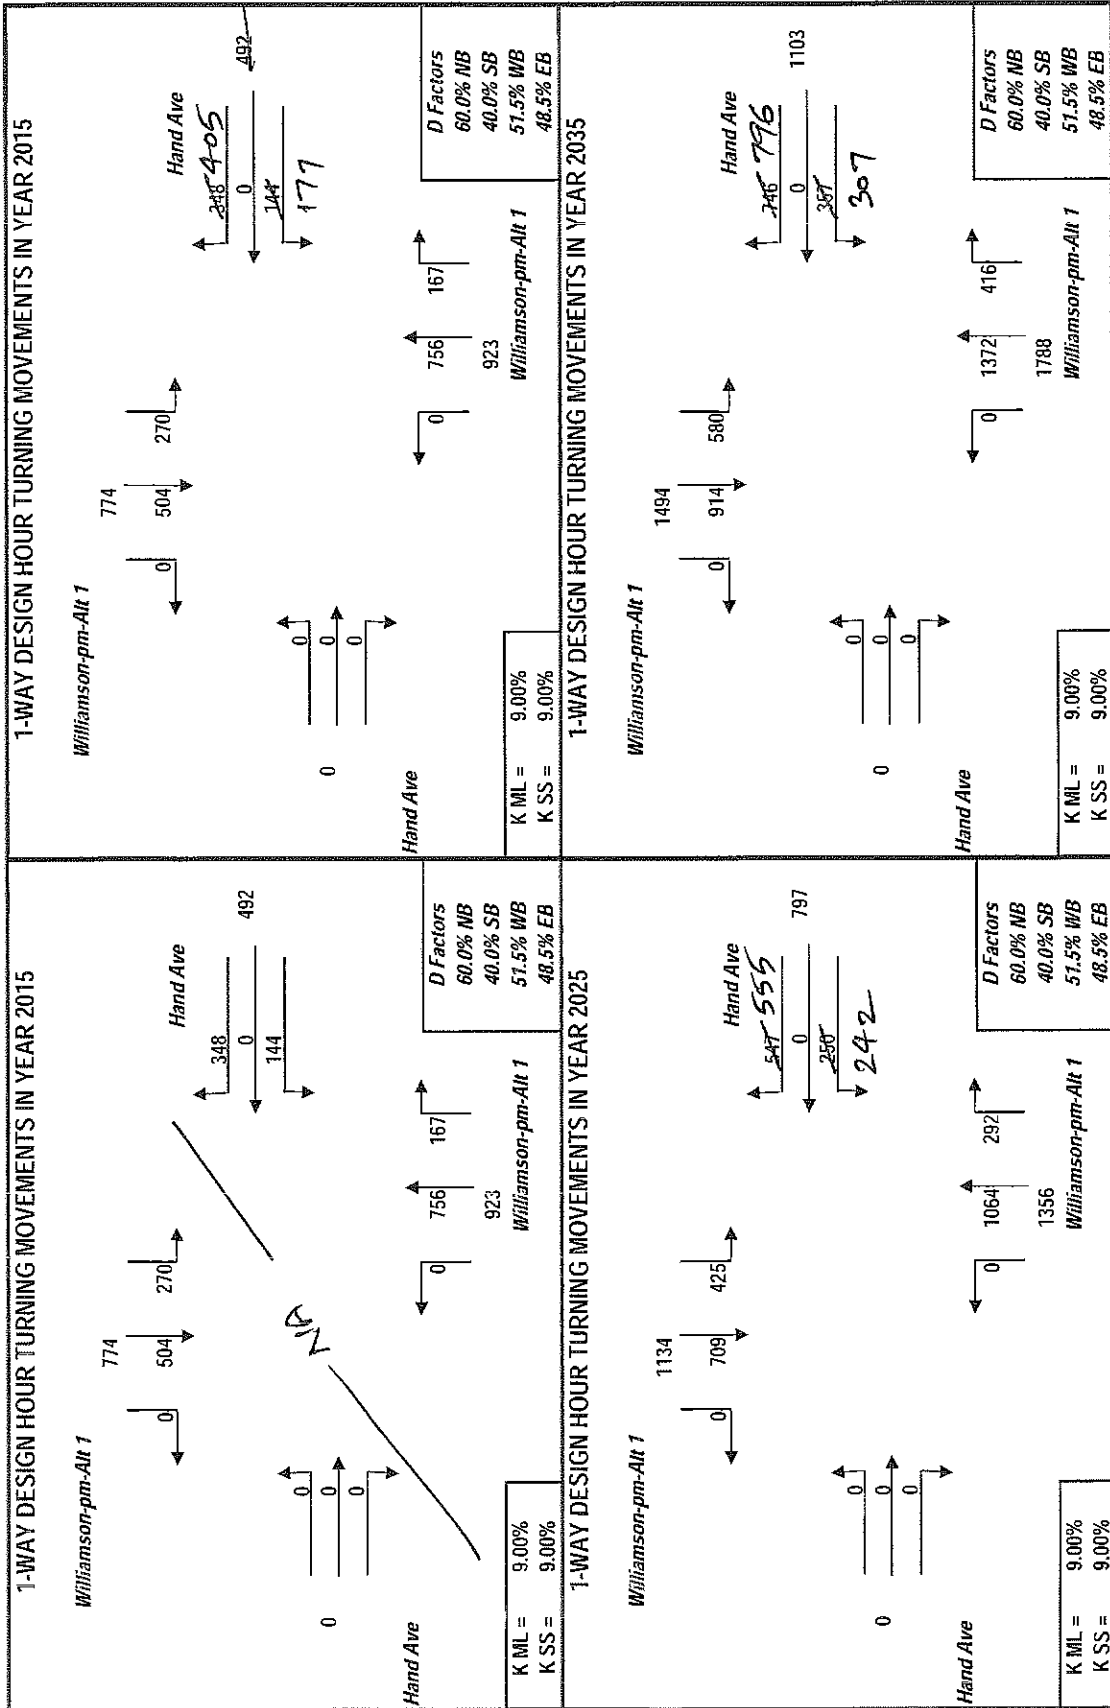 1-WAY DESIGN HOUR TURNING MOVEMENTS IN YEAR 2015
Williamson-pm-Alt 1
774
0
504
270
Hand Ave
348
0
144
492
0
0
0
0
Hand Ave
NA
0
756
167
923
Williamson-pm-Alt 1
K ML = 9.00%
K SS = 9.00%
D Factors
60.0% NB
40.0% SB
51.5% WB
48.5% EB
1-WAY DESIGN HOUR TURNING MOVEMENTS IN YEAR 2015
Williamson-pm-Alt 1
774
0
504
270
Hand Ave
348 405
0
144
177
492
0
0
0
0
Hand Ave
0
756
167
923
Williamson-pm-Alt 1
K ML = 9.00%
K SS = 9.00%
D Factors
60.0% NB
40.0% SB
51.5% WB
48.5% EB
1-WAY DESIGN HOUR TURNING MOVEMENTS IN YEAR 2025
Williamson-pm-Alt 1
1134
0
709
425
Hand Ave
547 555
0
250
242
797
0
0
0
0
Hand Ave
0
1064
292
1356
Williamson-pm-Alt 1
K ML = 9.00%
K SS = 9.00%
D Factors
60.0% NB
40.0% SB
51.5% WB
48.5% EB
1-WAY DESIGN HOUR TURNING MOVEMENTS IN YEAR 2035
Williamson-pm-Alt 1
1494
0
914
580
Hand Ave
746 796
0
357
307
1103
0
0
0
0
Hand Ave
0
1372
416
1788
Williamson-pm-Alt 1
K ML = 9.00%
K SS = 9.00%
D Factors
60.0% NB
40.0% SB
51.5% WB
48.5% EB